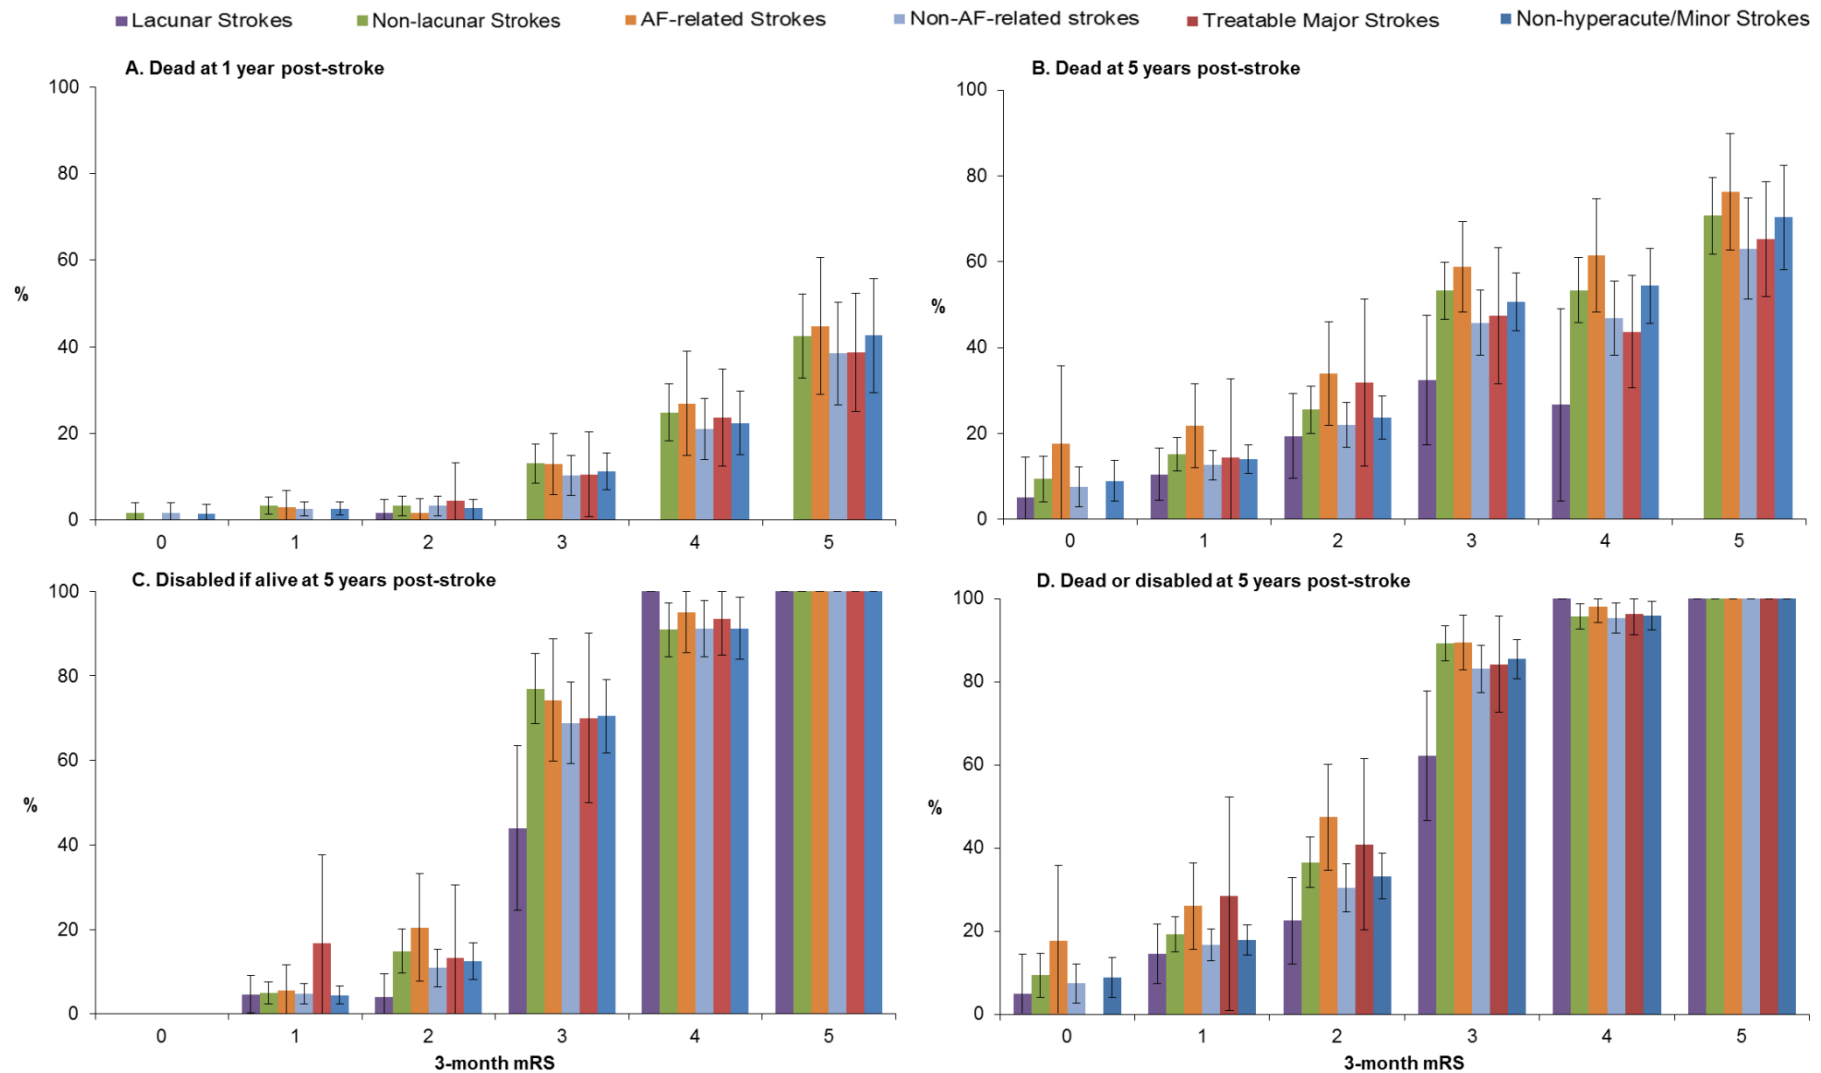 Lacunar Strokes Non-lacunar Strokes AF-related Strokes Non-AF-related strokes Treatable Major Strokes Non-hyperacute/Minor Strokes
A. Dead at 1 year post-stroke
100
80
60
%
40
20
0
0 1 2 3 4 5
B. Dead at 5 years post-stroke
100
80
60
%
40
20
0
0 1 2 3 4 5
C. Disabled if alive at 5 years post-stroke
100
80
60
%
40
20
0
0 1 2 3 4 5
3-month mRS
D. Dead or disabled at 5 years post-stroke
100
80
60
%
40
20
0
0 1 2 3 4 5
3-month mRS